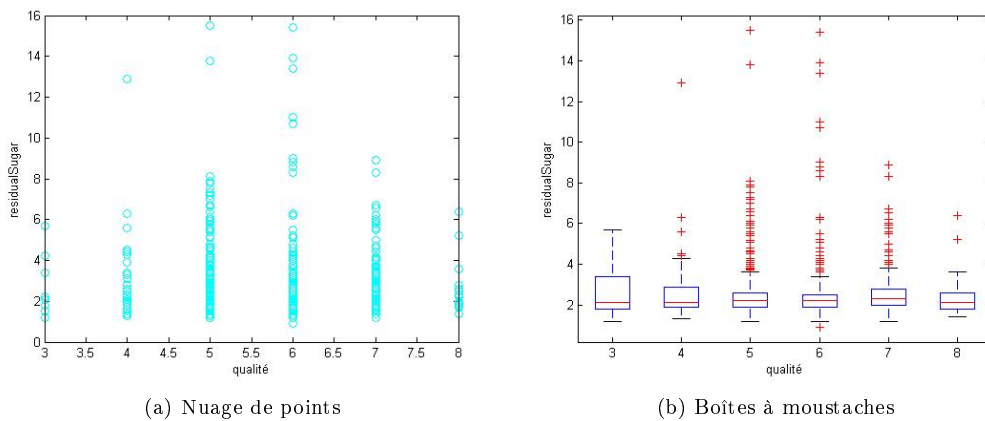 16
14
12
10
8
6
4
2
0
residualSugar
3 3.5 4 4.5 5 5.5 6 6.5 7 7.5 8
qualité
(a) Nuage de points
16
14
12
10
8
6
4
2
residualSugar
3 4 5 6 7 8
qualité
(b) Boîtes à moustaches